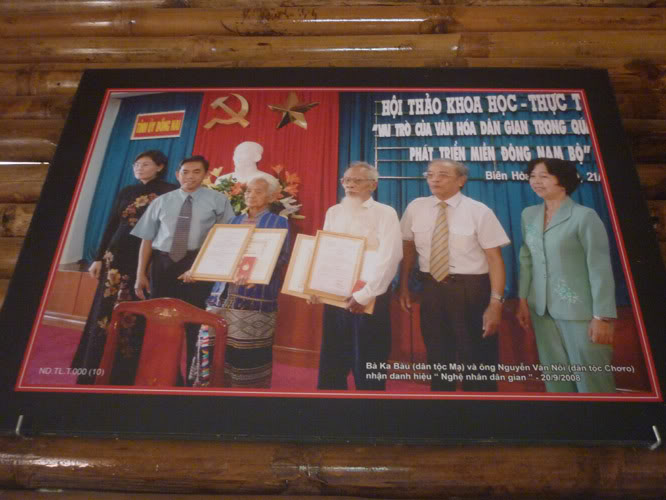 TỈNH ỦY ĐỒNG NAI
HỘI THẢO KHOA HỌC - THỰC T
"VAI TRÒ CỦA VĂN HÓA DÂN GIAN TRONG QUÁ
PHÁT TRIỂN MIỀN ĐÔNG NAM BỘ
Biên Hòa 21/
NĐ.TL.T.000 (10)
Bà Ka Bàu (dân tộc Mạ) và ông Nguyễn Văn Nổi (dân tộc Chơro)
nhận danh hiệu " Nghệ nhân dân gian " - 20/9/2008